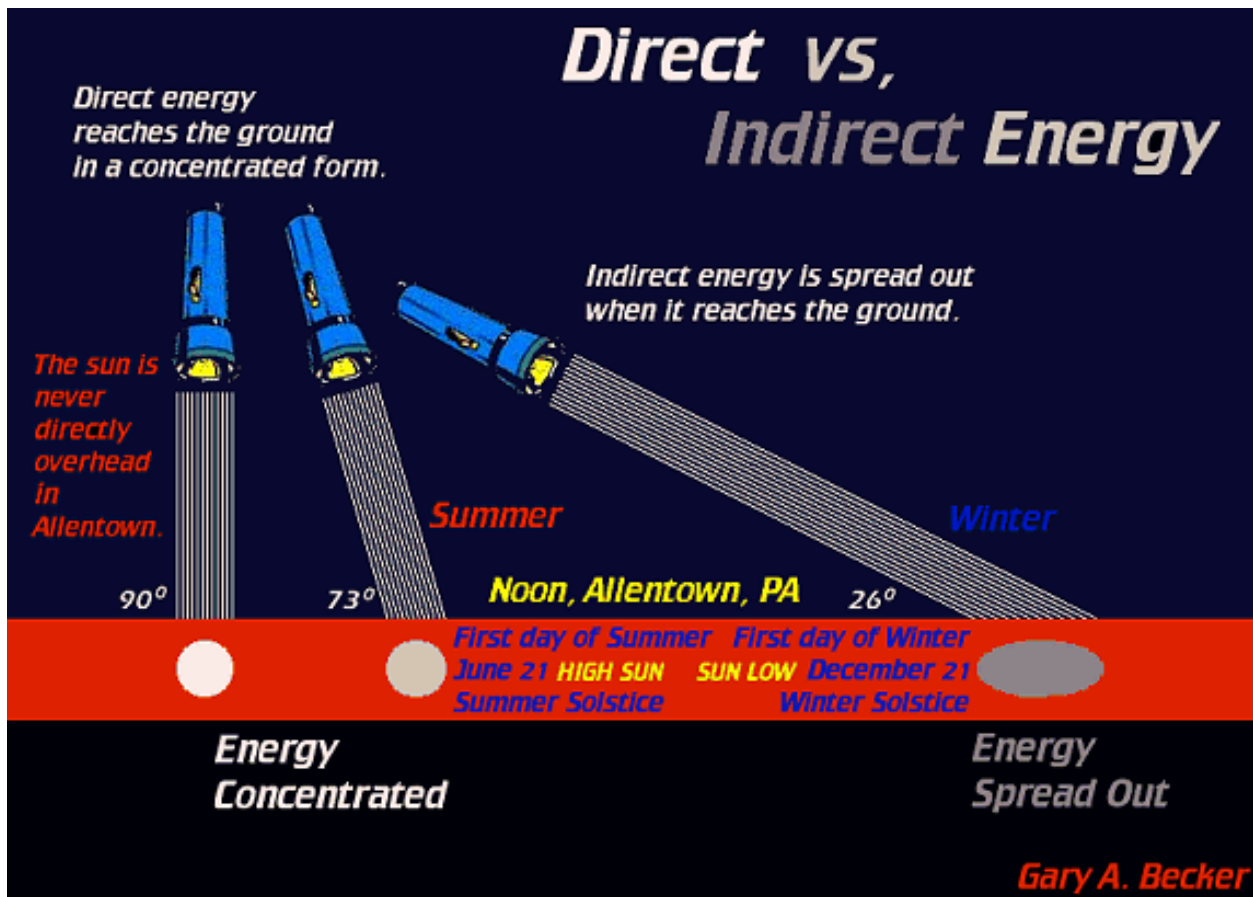 Direct vs,
Indirect Energy
Direct energy
reaches the ground
in a concentrated form.
Indirect energy is spread out
when it reaches the ground.
The sun is
never
directly
overhead
in
Allentown.
Summer
Winter
90°
73°
Noon, Allentown, PA
26°
First day of Summer
June 21 HIGH SUN
Summer Solstice
First day of Winter
SUN LOW December 21
Winter Solstice
Energy
Concentrated
Energy
Spread Out
Gary A. Becker